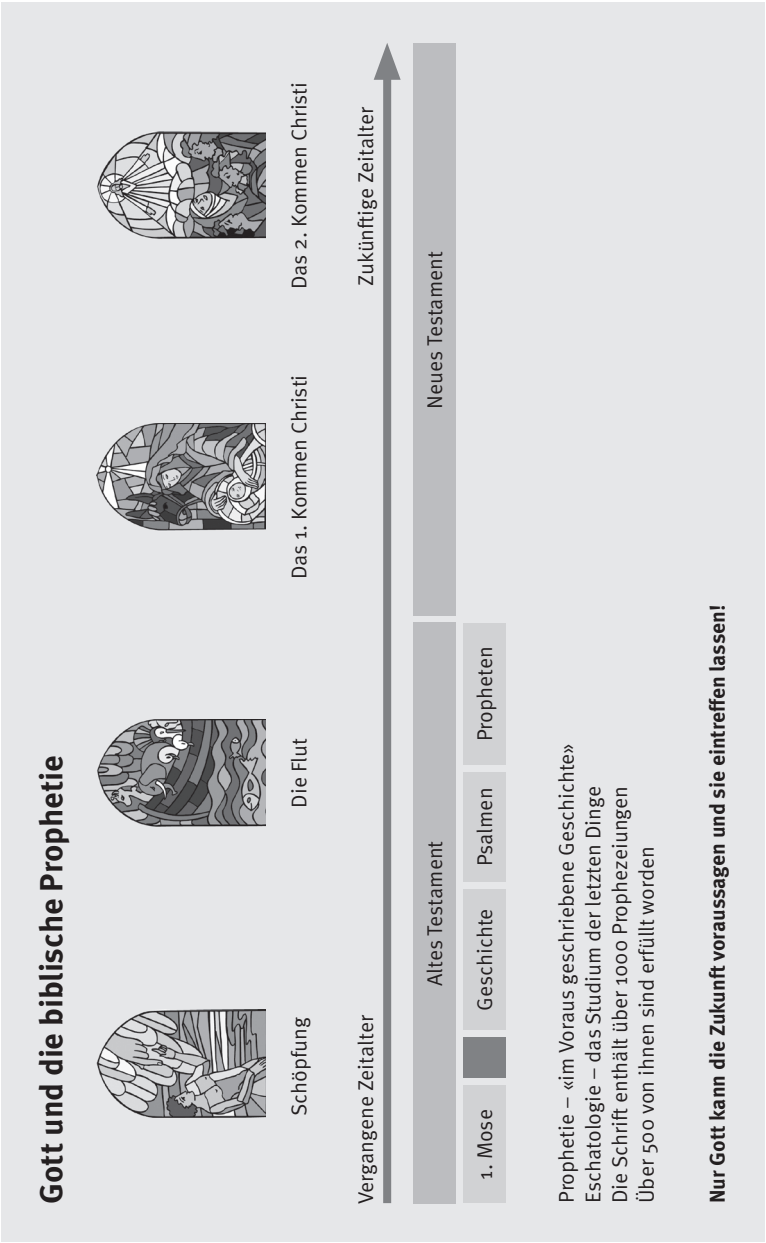 Gott und die biblische Prophetie
Schöpfung
Die Flut
Das 1. Kommen Christi
Das 2. Kommen Christi
Vergangene Zeitalter
Zukünftige Zeitalter
Altes Testament
Neues Testament
1. Mose
Geschichte
Psalmen
Propheten
Prophetie – «im Voraus geschriebene Geschichte»
Eschatologie – das Studium der letzten Dinge
Die Schrift enthält über 1000 Prophezeiungen
Über 500 von ihnen sind erfüllt worden
Nur Gott kann die Zukunft voraussagen und sie eintreffen lassen!